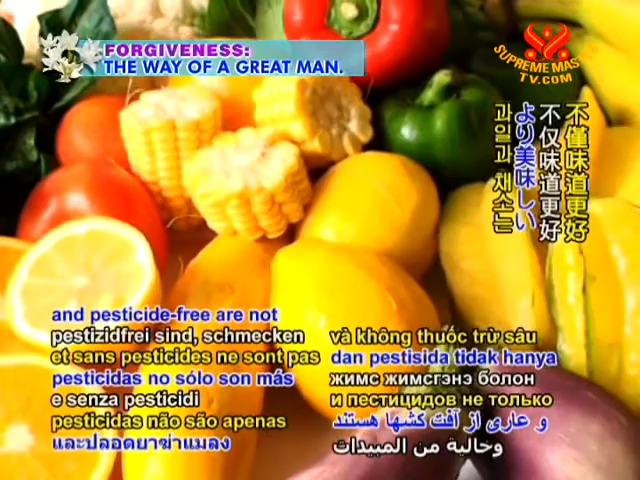 FORGIVENESS:
THE WAY OF A GREAT MAN.
SUPREME MAS
TV.COM
不僅味道更好
不仅味道更好
より美味しい
과일과 채소는
and pesticide-free are not
pestizidfrei sind, schmecken
et sans pesticides ne sont pas
pesticidas no sólo son más
e senza pesticidi
pesticidas não são apenas
และปลอดยาฆ่าแมลง
và không thuốc trừ sâu
dan pestisida tidak hanya
жимс жимсгэнэ болон
и пестицидов не только
و عاری از آفت کشها هستند
وخالية من المبيدات